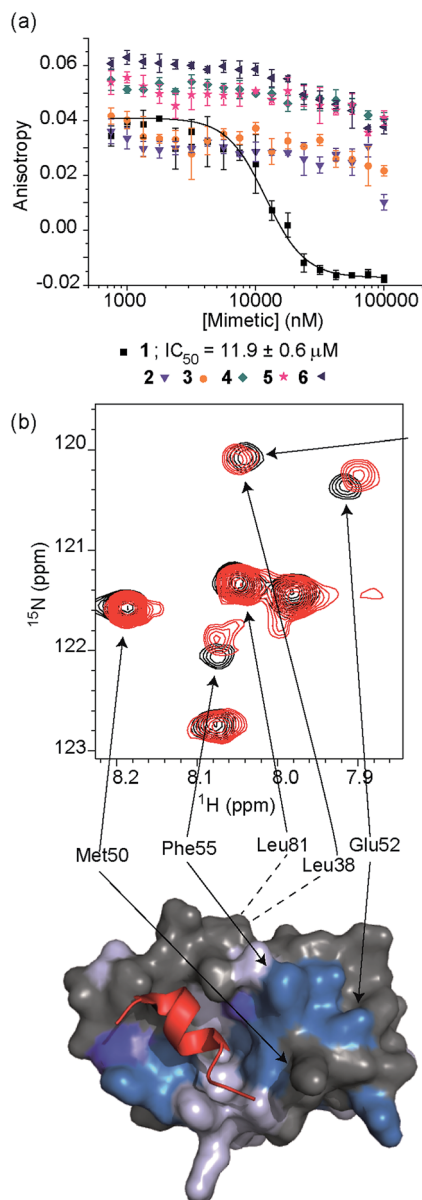 (a)
0.06
0.04
0.02
0.00
-0.02
Anisotropy
1000 10000 100000
[Mimetic] (nM)
■ 1 ; IC50 = 11.9 ± 0.6 µM
2 ▼ 3 ● 4 ◆ 5 ★ 6 ◀
(b)
120
121
122
123
15N (ppm)
8.2 8.1 8.0 7.9
1H (ppm)
Met50 Phe55 Leu81 Leu38 Glu52